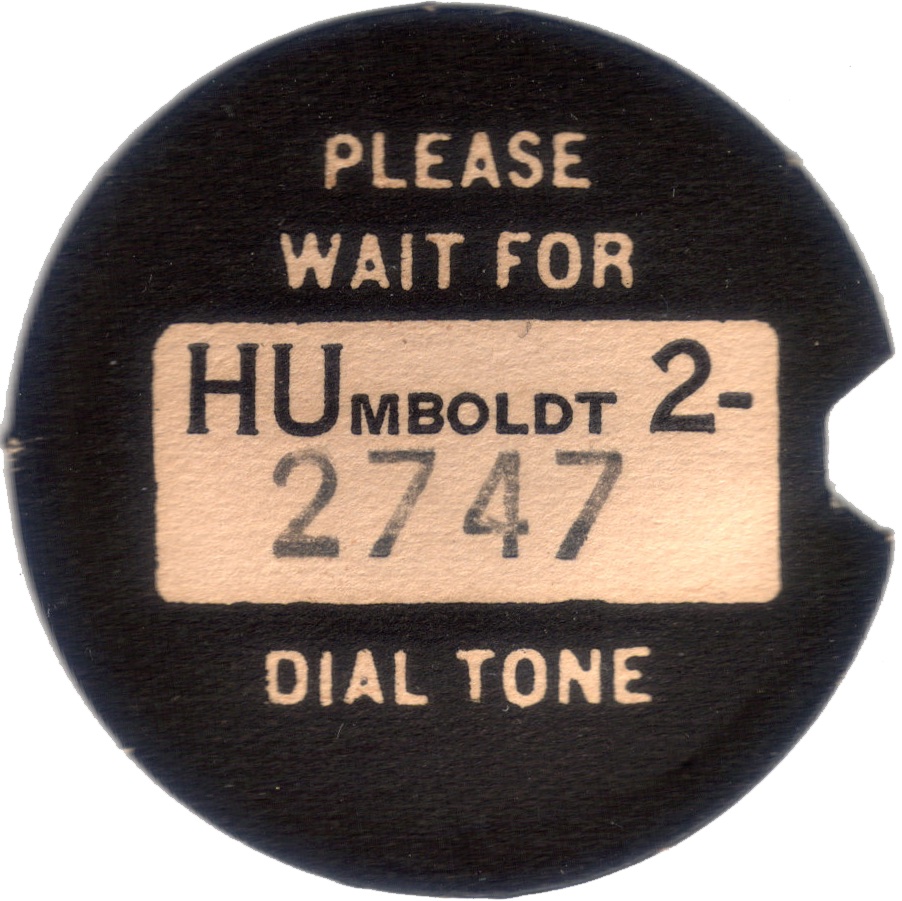 PLEASE
WAIT FOR
HUMBOLDT 2-
2747
DIAL TONE